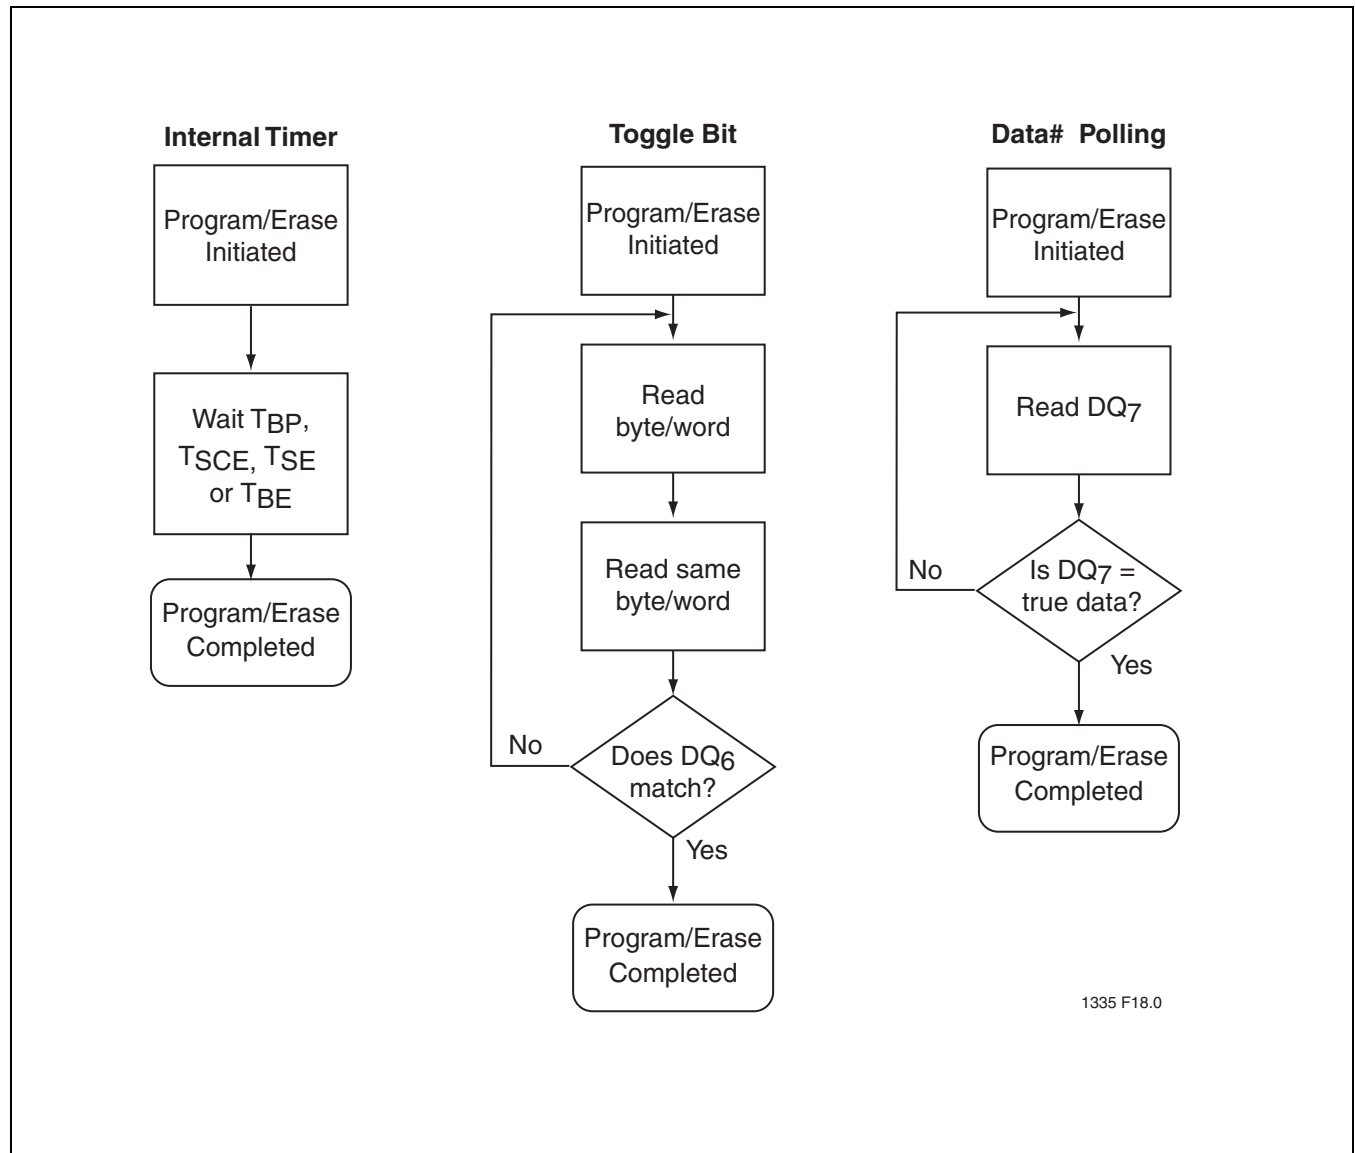 Internal Timer
Program/Erase
Initiated
Wait TBP,
TSCE, TSE
or TBE
Program/Erase
Completed
Toggle Bit
Program/Erase
Initiated
Read
byte/word
Read same
byte/word
Does DQ6
match?
No
Yes
Program/Erase
Completed
Data# Polling
Program/Erase
Initiated
Read DQ7
Is DQ7 =
true data?
No
Yes
Program/Erase
Completed
1335 F18.0